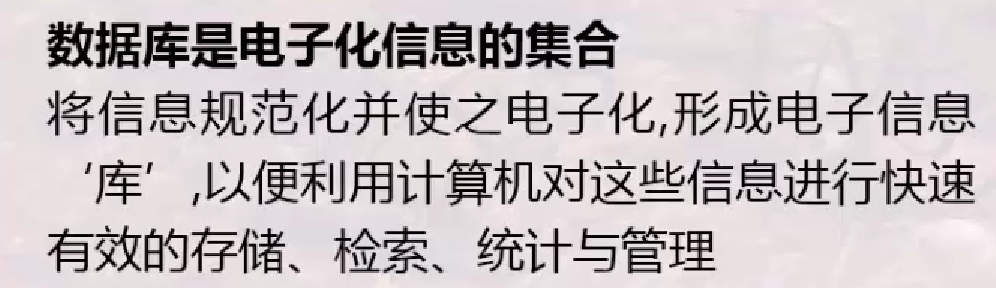 数据库是电子化信息的集合
将信息规范化并使之电子化,形成电子信息
‘库’,以便利用计算机对这些信息进行快速
有效的存储、检索、统计与管理